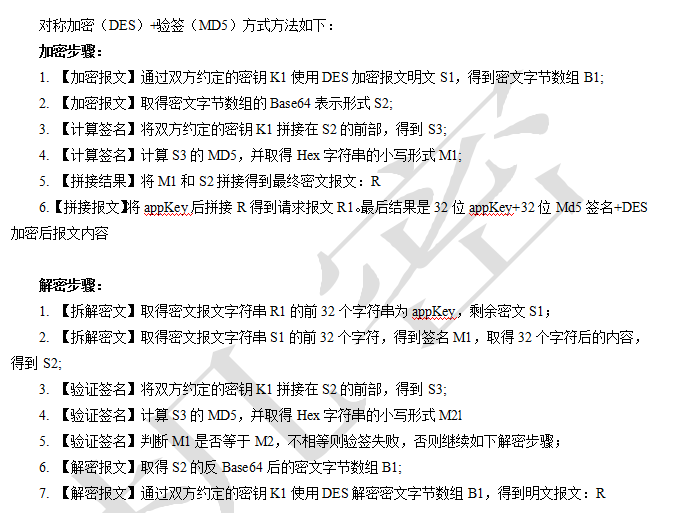 对称加密（DES）+验签（MD5）方式方法如下：
加密步骤：
1. 【加密报文】通过双方约定的密钥 K1 使用 DES 加密报文明文 S1，得到密文字节数组 B1;
2. 【加密报文】取得密文字节数组的 Base64 表示形式 S2;
3. 【计算签名】将双方约定的密钥 K1 拼接在 S2 的前部，得到 S3;
4. 【计算签名】计算 S3 的 MD5，并取得 Hex 字符串的小写形式 M1;
5. 【拼接结果】将 M1 和 S2 拼接得到最终密文报文：R
6.【拼接报文】将 appKey 后拼接 R 得到请求报文 R1。最后结果是 32 位 appKey+32 位 Md5 签名+DES
加密后报文内容
解密步骤：
1. 【拆解密文】取得密文报文字符串 R1 的前 32 个字符串为 appKey，剩余密文 S1；
2. 【拆解密文】取得密文报文字符串 S1 的前 32 个字符，得到签名 M1，取得 32 个字符后的内容，
得到 S2;
3. 【验证签名】将双方约定的密钥 K1 拼接在 S2 的前部，得到 S3;
4. 【验证签名】计算 S3 的 MD5，并取得 Hex 字符串的小写形式 M2l
5. 【验证签名】判断 M1 是否等于 M2，不相等则验签失败，否则继续如下解密步骤；
6. 【解密报文】取得 S2 的反 Base64 后的密文字节数组 B1;
7. 【解密报文】通过双方约定的密钥 K1 使用 DES 解密密文字节数组 B1，得到明文报文：R
机密